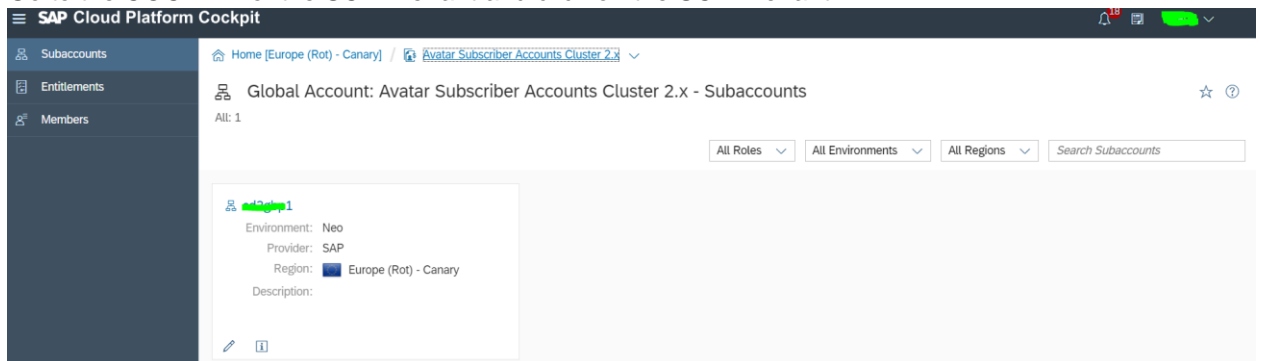 SAP Cloud Platform Cockpit
18
Subaccounts
Home [Europe (Rot) - Canary] / Avatar Subscriber Accounts Cluster 2.x
Entitlements
Global Account: Avatar Subscriber Accounts Cluster 2.x - Subaccounts
Members
All: 1
All Roles
All Environments
All Regions
Search Subaccounts
Environment: Neo
Provider: SAP
Region: Europe (Rot) - Canary
Description: